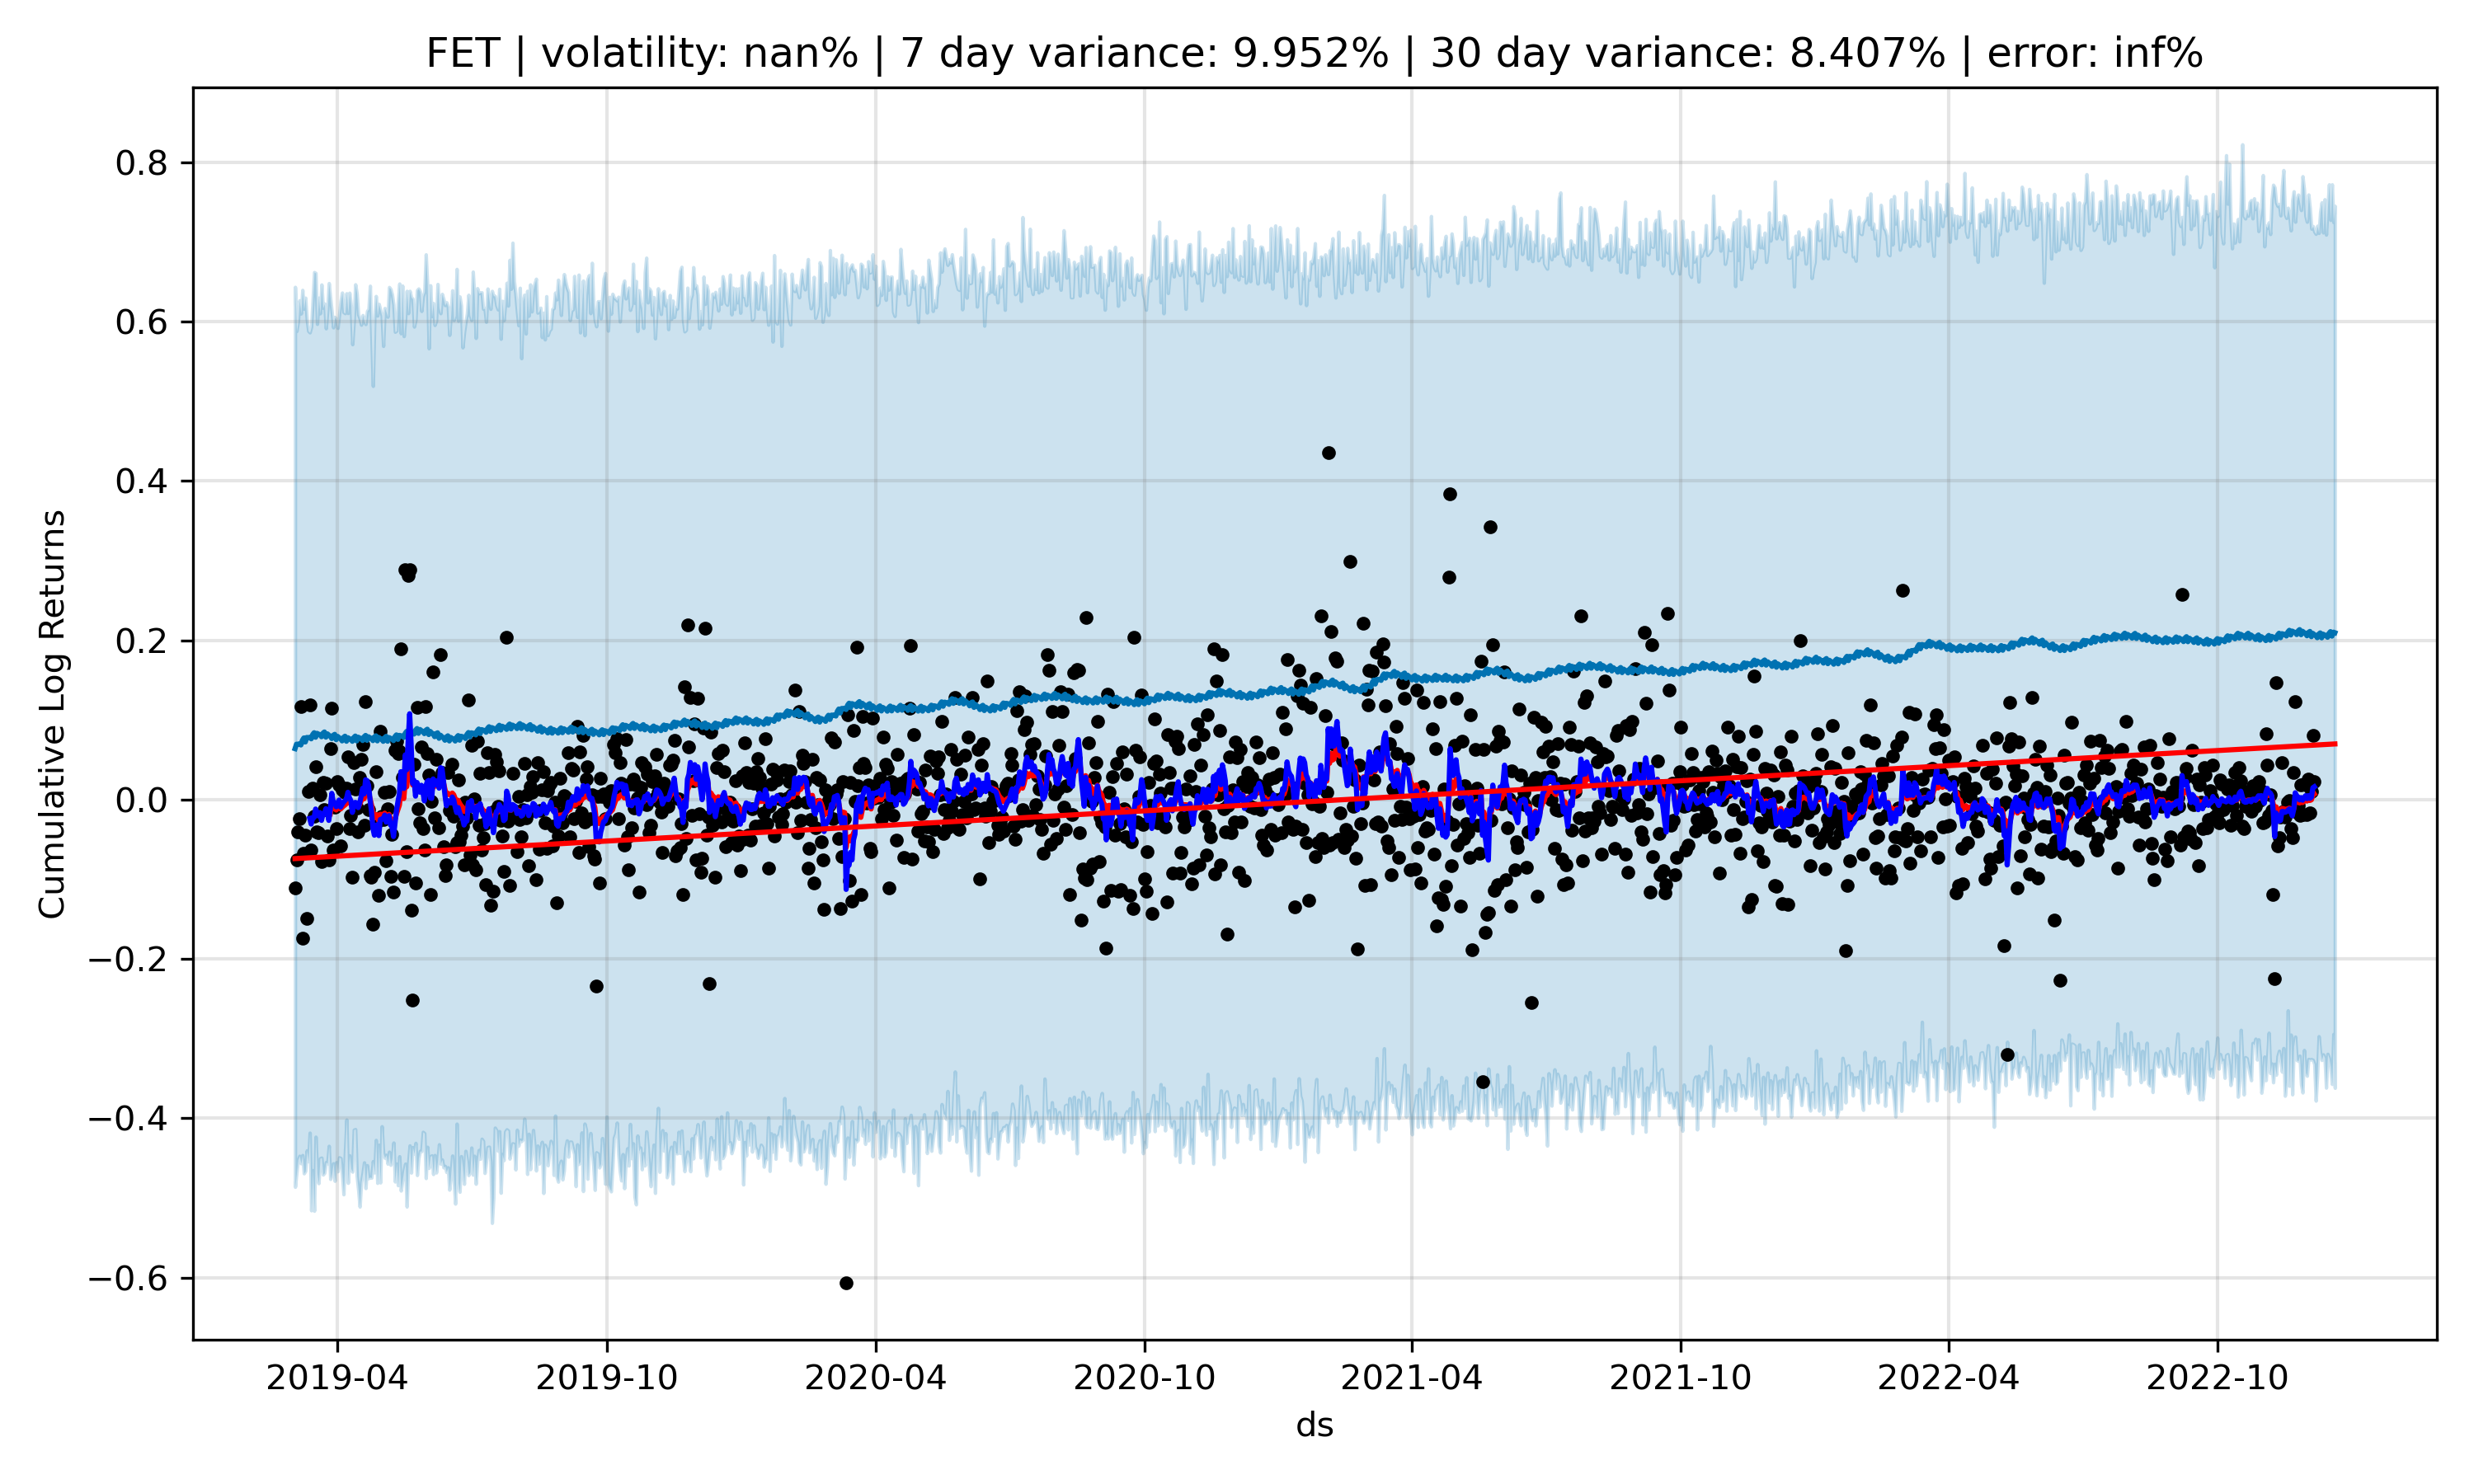 FET | volatility: nan% | 7 day variance: 9.952% | 30 day variance: 8.407% | error: inf%
0.8
0.6
0.4
0.2
0.0
−0.2
−0.4
−0.6
Cumulative Log Returns
2019-04 2019-10 2020-04 2020-10 2021-04 2021-10 2022-04 2022-10
ds